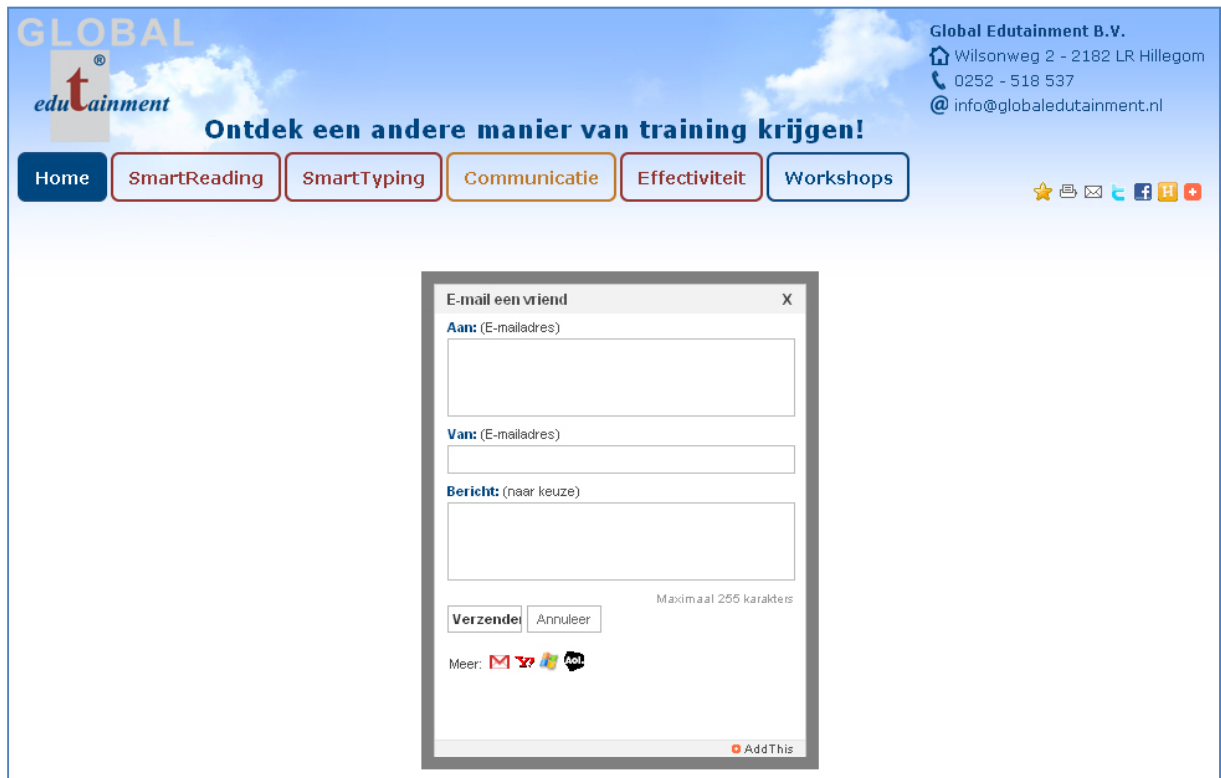 GLOBAL
edutainment®
Ontdek een andere manier van training krijgen!
Global Edutainment B.V.
Wilsonweg 2 - 2182 LR Hillegom
0252 - 518 537
@ info@globaledutainment.nl
Home SmartReading SmartTyping Communicatie Effectiviteit Workshops
t f H +
E-mail een vriend X
Aan: (E-mailadres)
Van: (E-mailadres)
Bericht: (naar keuze)
Maximaal 255 karakters
Verzenden Annuleer
Meer: M Y! Aol.
AddThis